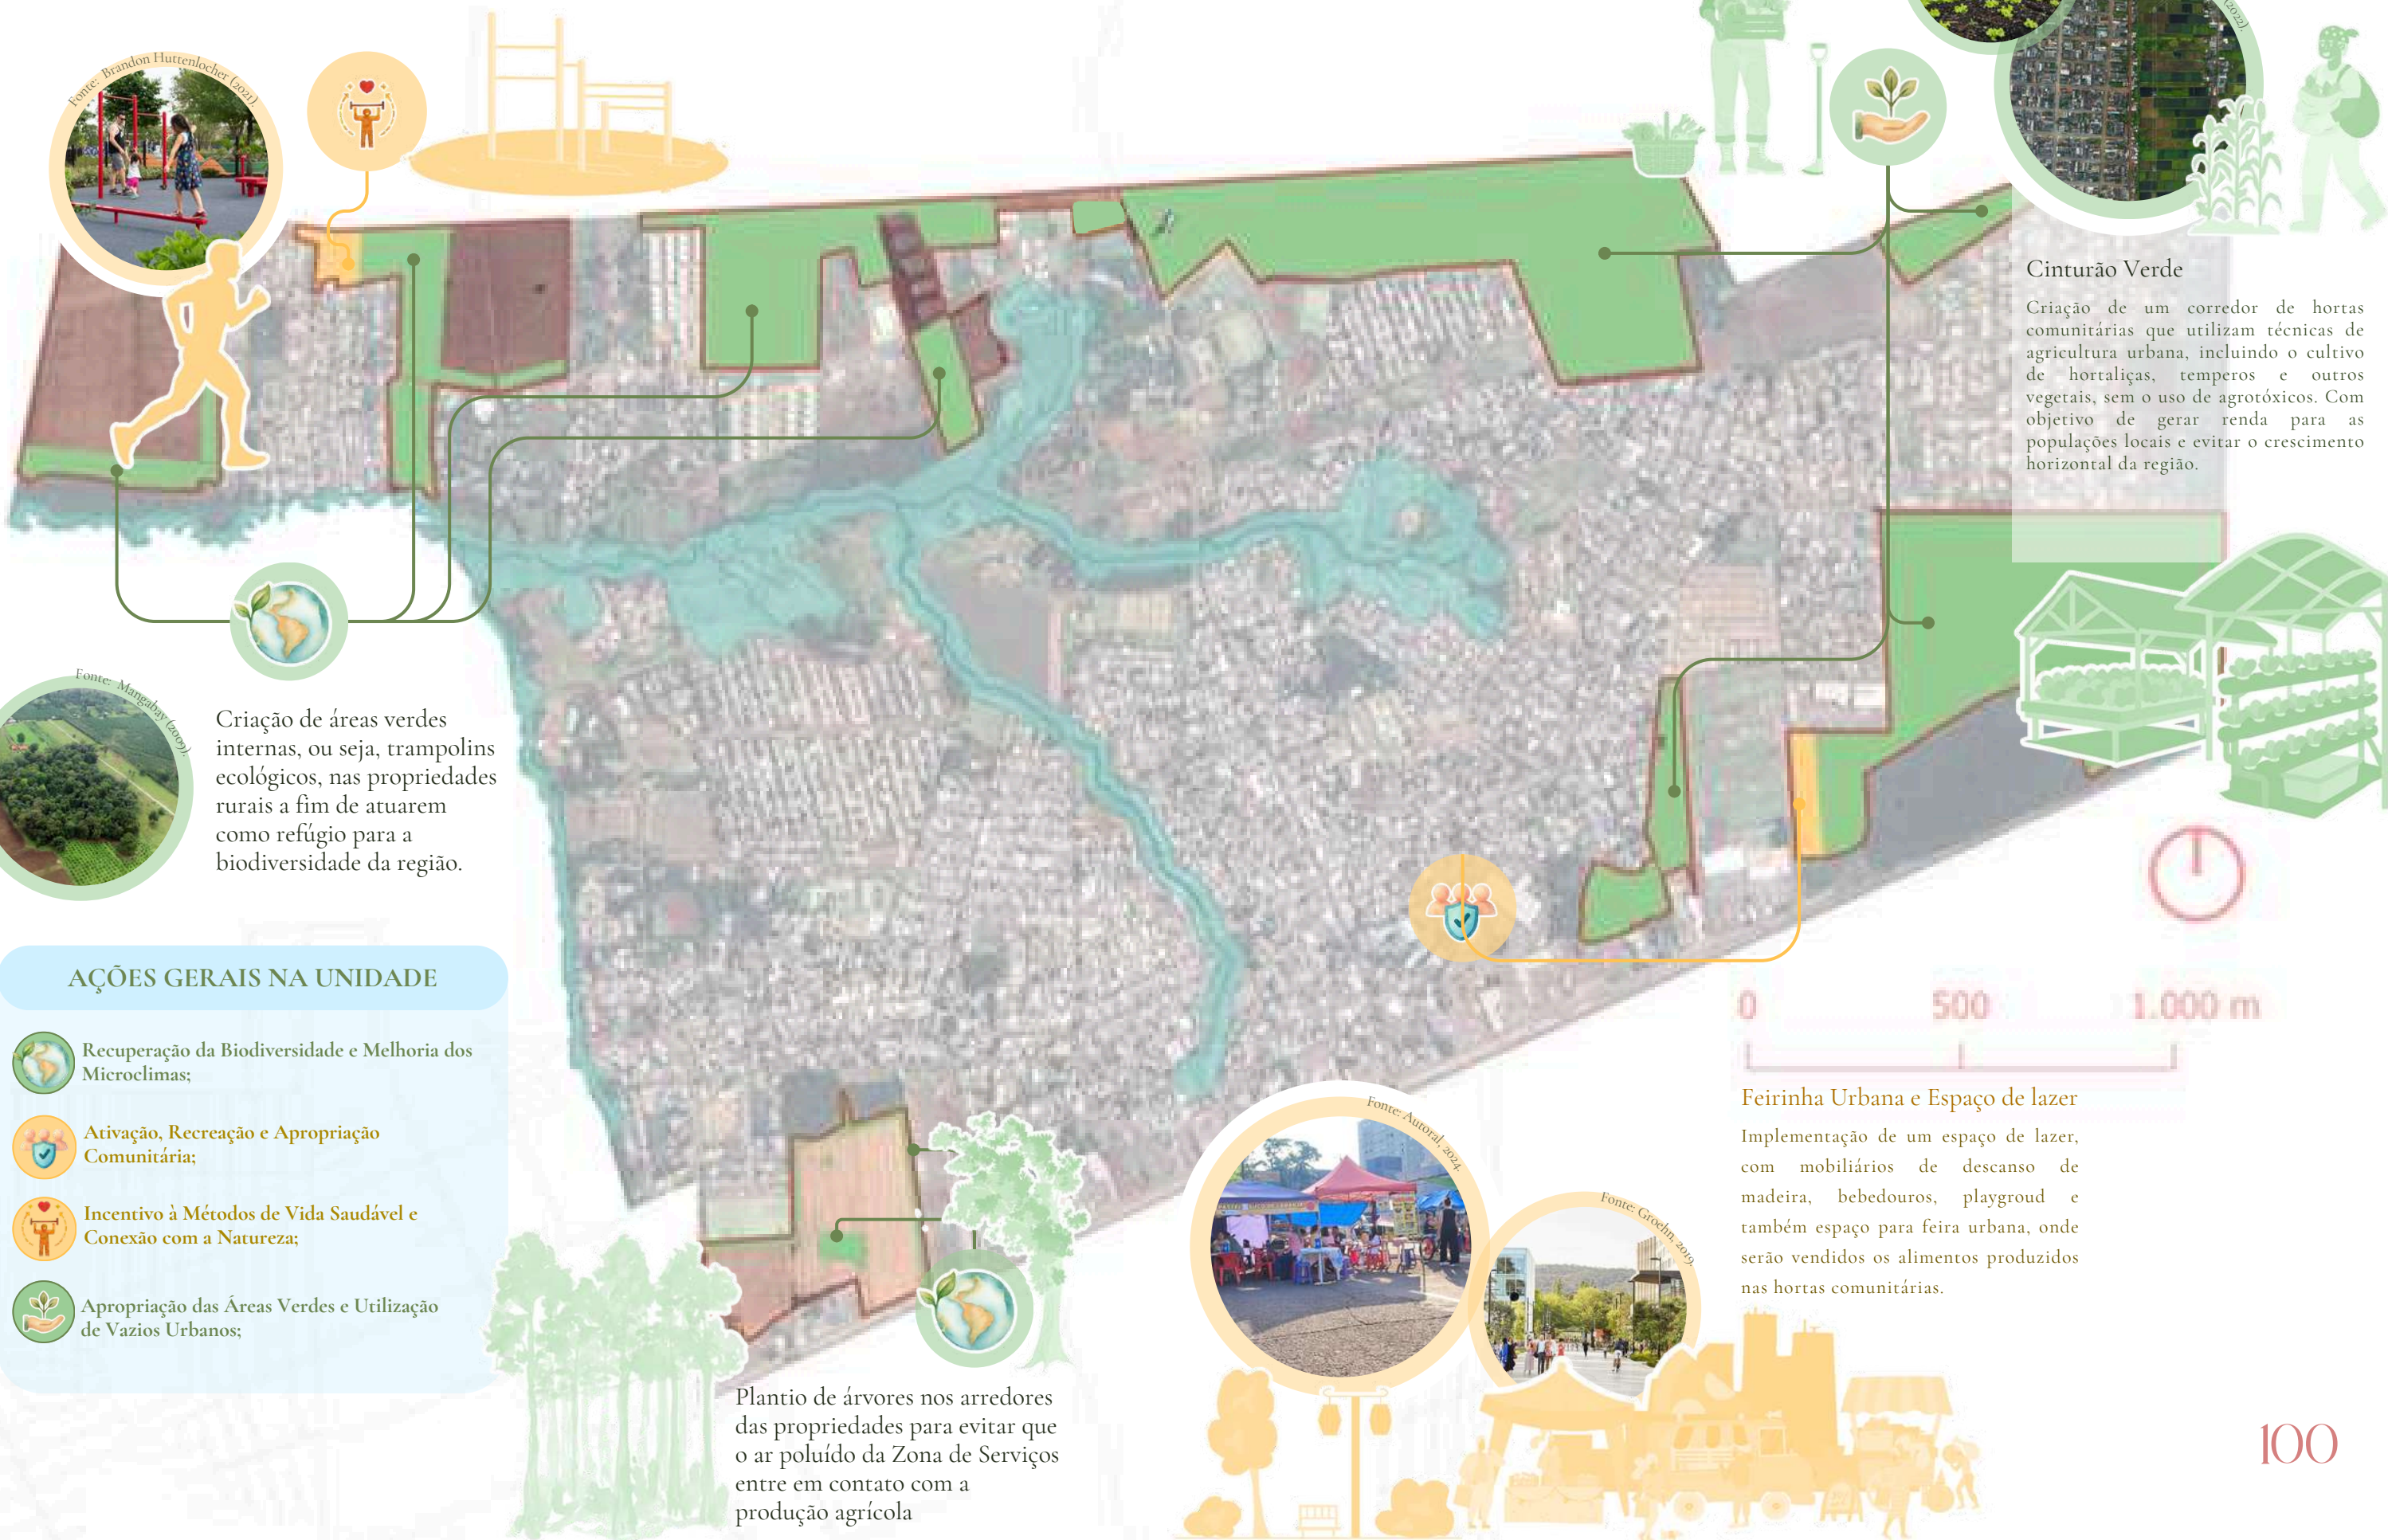 Fonte: Brandon Huttenlocher (2021).
(2022).
Cinturão Verde
Criação de um corredor de hortas
comunitárias que utilizam técnicas de
agricultura urbana, incluindo o cultivo
de hortaliças, temperos e outros
vegetais, sem o uso de agrotóxicos. Com
objetivo de gerar renda para as
populações locais e evitar o crescimento
horizontal da região.
Fonte: Mangabay (2009).
Criação de áreas verdes
internas, ou seja, trampolins
ecológicos, nas propriedades
rurais a fim de atuarem
como refúgio para a
biodiversidade da região.
AÇÕES GERAIS NA UNIDADE
Recuperação da Biodiversidade e Melhoria dos
Microclimas;
Ativação, Recreação e Apropriação
Comunitária;
Incentivo à Métodos de Vida Saudável e
Conexão com a Natureza;
Apropriação das Áreas Verdes e Utilização
de Vazios Urbanos;
0 500 1.000 m
Feirinha Urbana e Espaço de lazer
Implementação de um espaço de lazer,
com mobiliários de descanso de
madeira, bebedouros, playgroud e
também espaço para feira urbana, onde
serão vendidos os alimentos produzidos
nas hortas comunitárias.
Fonte: Autoral, 2024.
Fonte: Groehn, 2019.
Plantio de árvores nos arredores
das propriedades para evitar que
o ar poluído da Zona de Serviços
entre em contato com a
produção agrícola
100